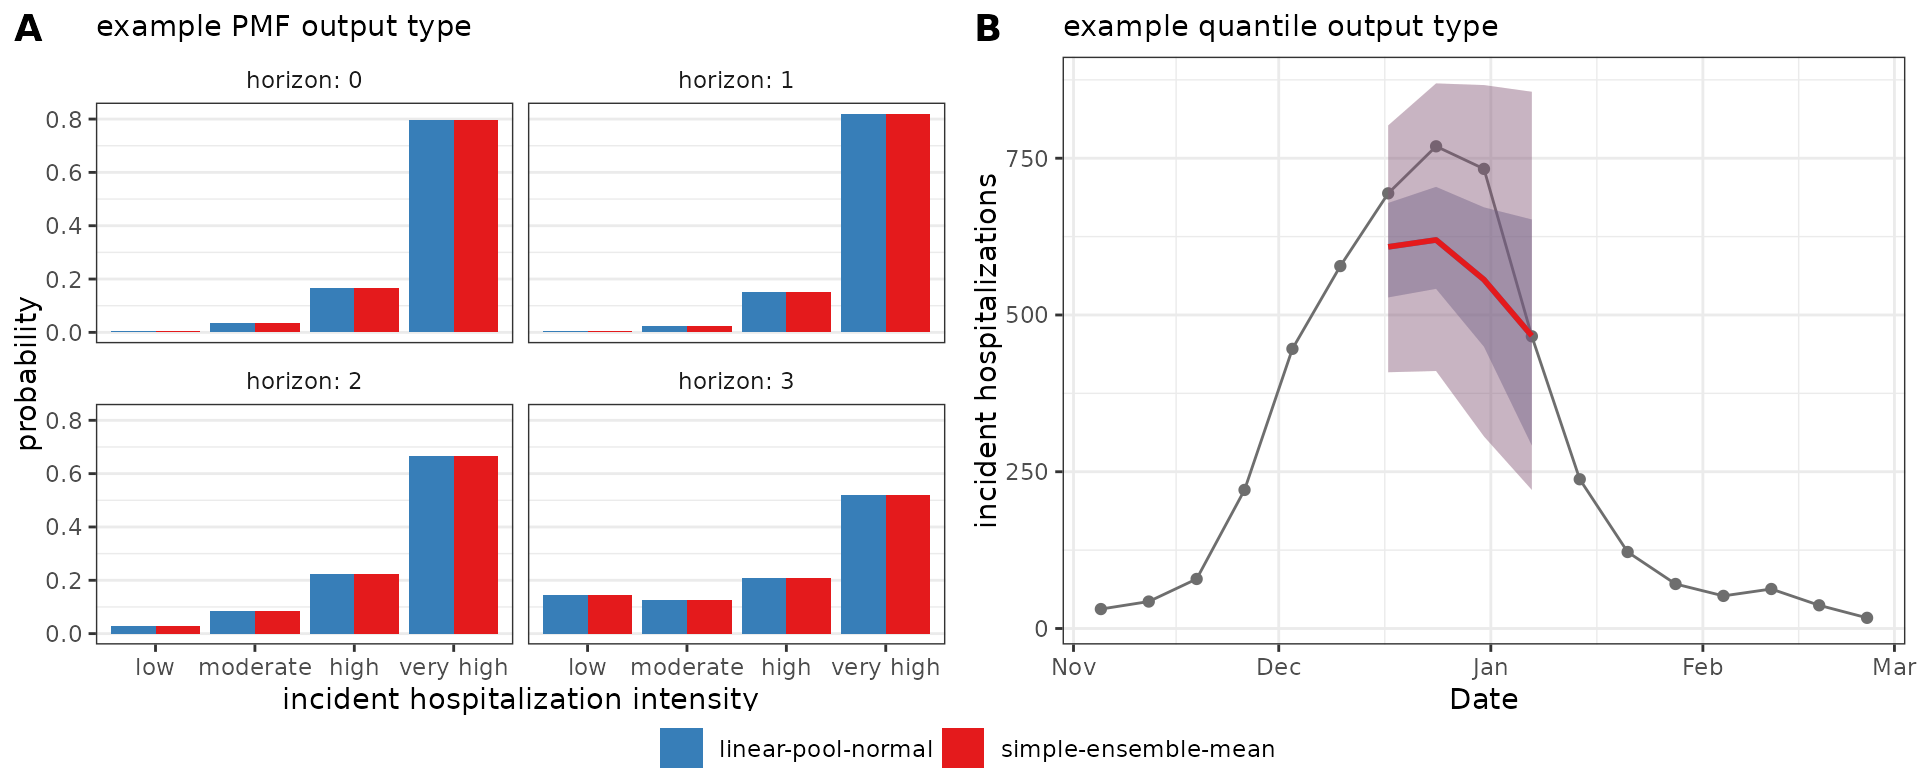 A example PMF output type
horizon: 0
horizon: 1
0.8
0.6
0.4
0.2
0.0
horizon: 2
horizon: 3
0.8
0.6
0.4
0.2
0.0
probability
low moderate high very high
low moderate high very high
incident hospitalization intensity
B example quantile output type
750
500
250
0
incident hospitalizations
Nov Dec Jan Feb Mar
Date
linear-pool-normal simple-ensemble-mean